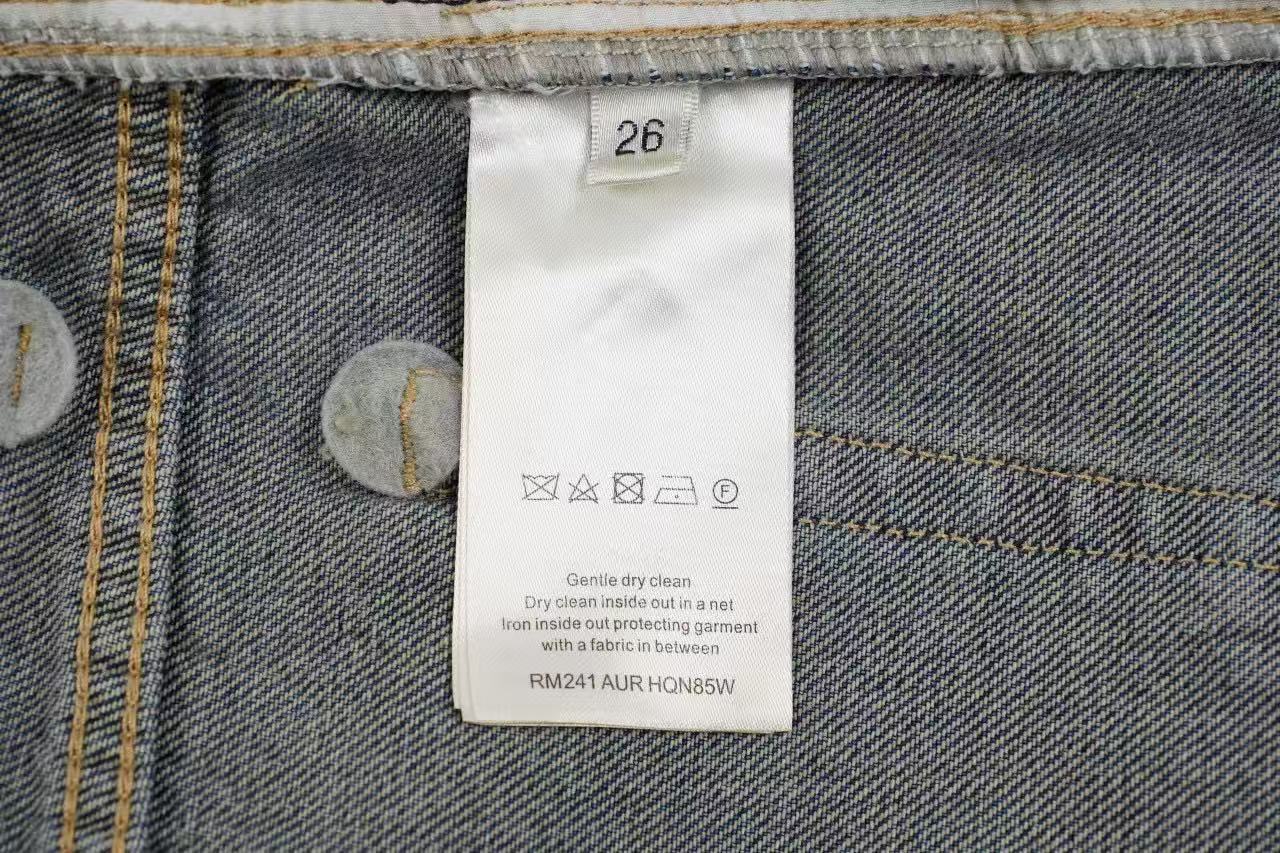 26
F
Gentle dry clean
Dry clean inside out in a net
Iron inside out protecting garment
with a fabric in between
RM241 AUR HQN85W